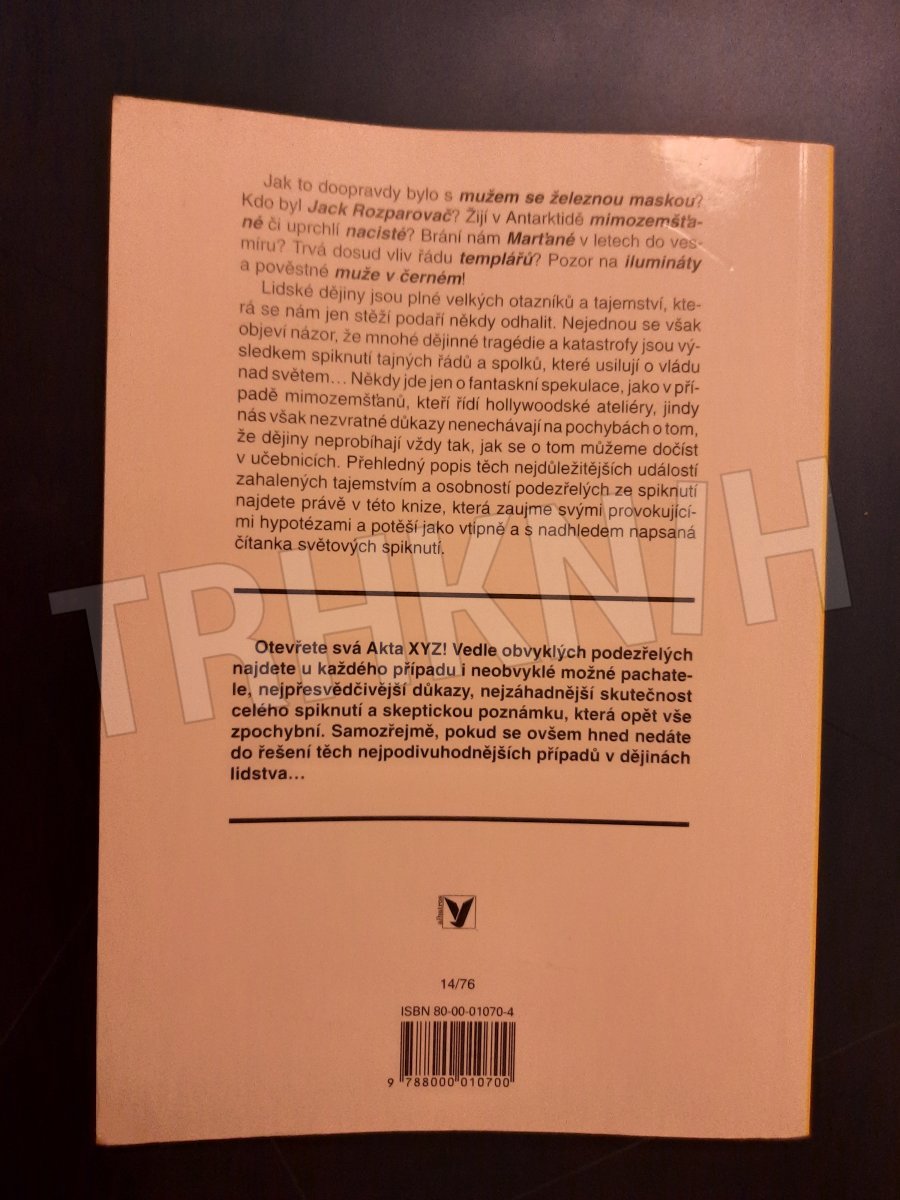 Jak to doopravdy bylo s mužem se železnou maskou?
Kdo byl Jack Rozparovač? Žijí v Antarktidě mimozemšťa-
né či uprchlí nacisté? Brání nám Marťané v letech do ves-
míru? Trvá dosud vliv řádu templářů? Pozor na ilumináty
a pověstné muže v černém!
Lidské dějiny jsou plné velkých otazníků a tajemství, kte-
rá se nám jen stěží podaří někdy odhalit. Nejednou se však
objeví názor, že mnohé dějinné tragédie a katastrofy jsou vý-
sledkem spiknutí tajných řádů a spolků, které usilují o vládu
nad světem... Někdy jde jen o fantaskní spekulace, jako v pří-
padě mimozemšťanů, kteří řídí hollywoodské ateliéry, jindy
nás však nezvratné důkazy nenechávají na pochybách o tom,
že dějiny neprobíhají vždy tak, jak se o tom můžeme dočíst
v učebnicích. Přehledný popis těch nejdůležitějších událostí
zahalených tajemstvím a osobností podezřelých ze spiknutí
najdete právě v této knize, která zaujme svými provokující-
mi hypotézami a potěší jako vtipně a s nadhledem napsaná
čítanka světových spiknutí.
TRHKNIH
Otevřete svá Akta XYZ! Vedle obvyklých podezřelých
najdete u každého případu i neobvyklé možné pachate-
le, nejpřesvědčivější důkazy, nejzáhadnější skutečnost
celého spiknutí a skeptickou poznámku, která opět vše
zpochybní. Samozřejmě, pokud se ovšem hned nedáte
do řešení těch nejpodivuhodnějších případů v dějinách
lidstva...
albatros
14/76
ISBN 80-00-01070-4
9 788000 010700